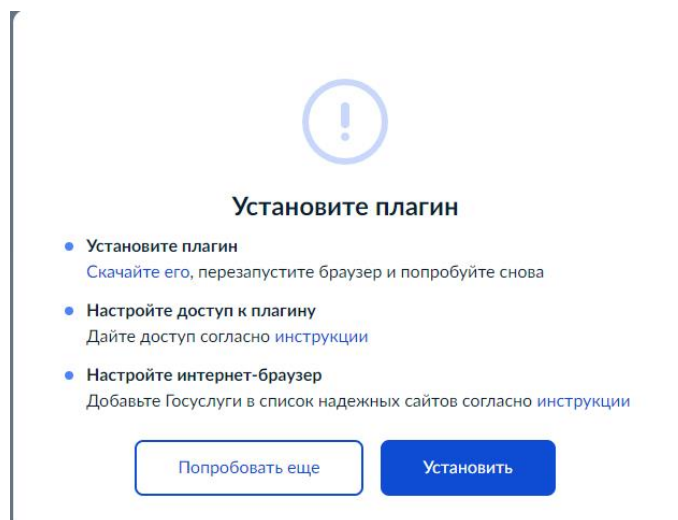 Установите плагин
Установите плагин
Скачайте его, перезапустите браузер и попробуйте снова
Настройте доступ к плагину
Дайте доступ согласно инструкции
Настройте интернет-браузер
Добавьте Госуслуги в список надежных сайтов согласно инструкции
Попробовать еще
Установить